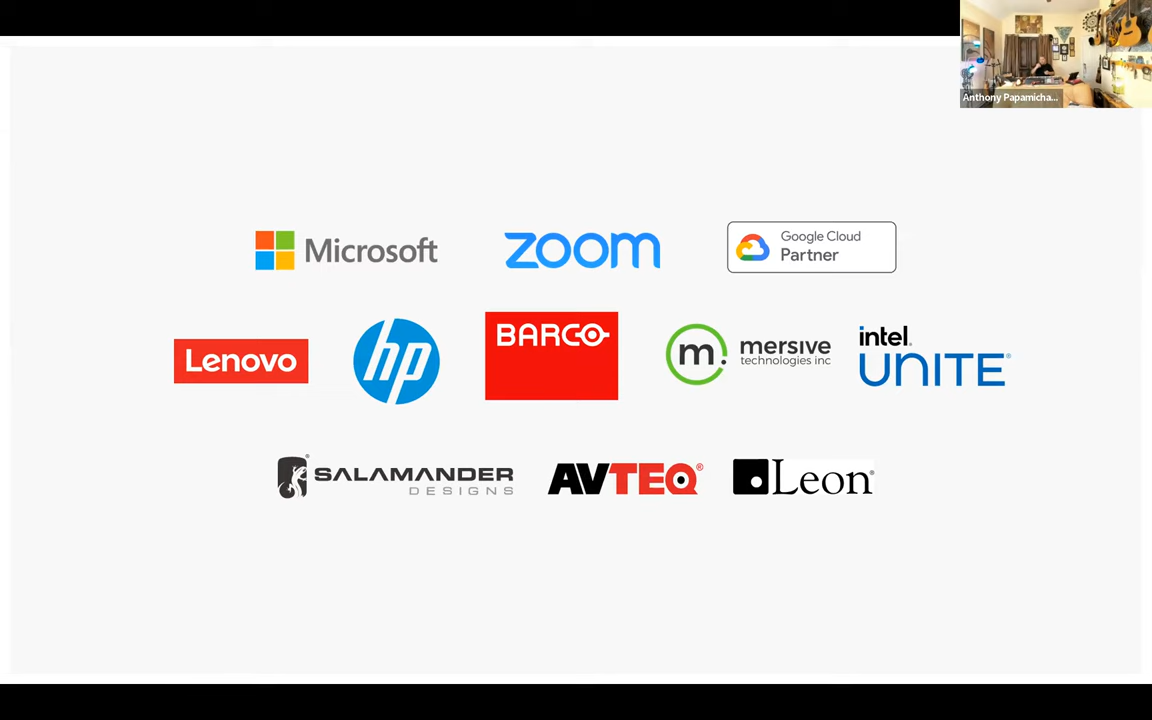 Anthony Papamicha...
Microsoft
zoom
Google Cloud
Partner
Lenovo
hp
BARCO
m.
mersive
technologies inc
intel.
UNITE®
SALAMANDER®
DESIGNS
AVTEQ®
Leon®